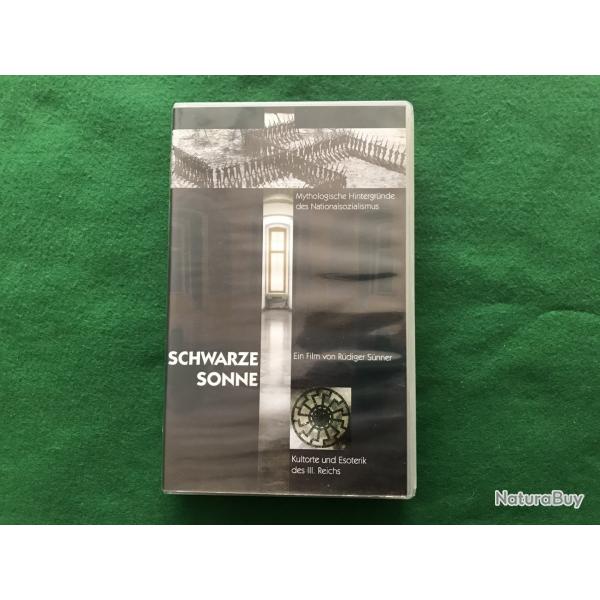 Mythologische Hintergründe
des Nationalsozialismus
SCHWARZE
SONNE
Ein Film von Rüdiger Sünner
Kultorte und Esoterik
des III. Reichs
NaturaBuy